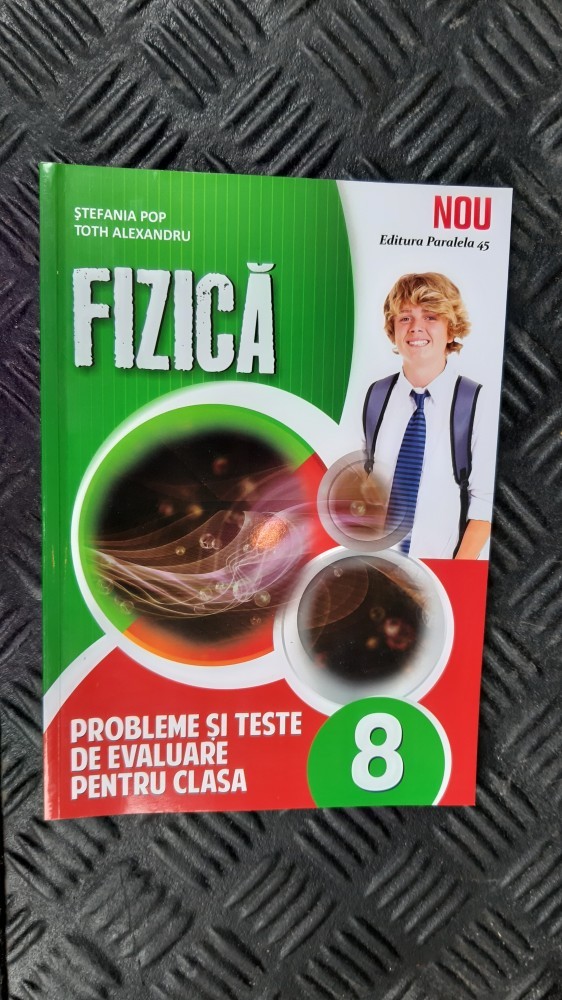 ȘTEFANIA POP
TOTH ALEXANDRU
NOU
Editura Paralela 45
FIZICĂ
PROBLEME ȘI TESTE
DE EVALUARE
PENTRU CLASA
8